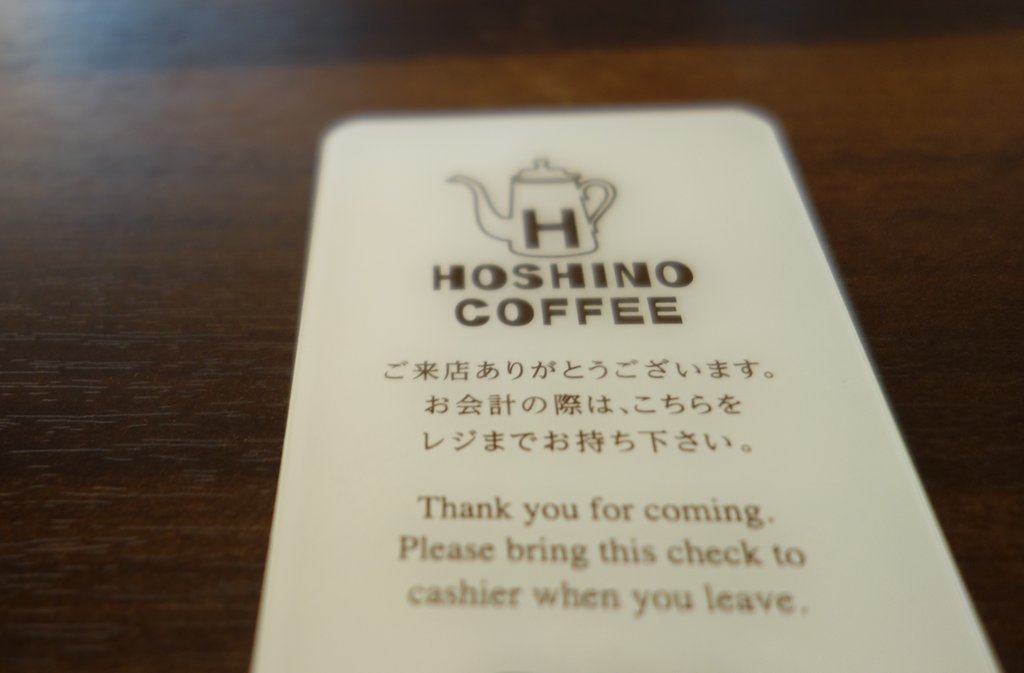 H
HOSHINO
COFFEE
ご来店ありがとうございます。
お会計の際は、こちらを
レジまでお持ち下さい。
Thank you for coming.
Please bring this check to
cashier when you leave.